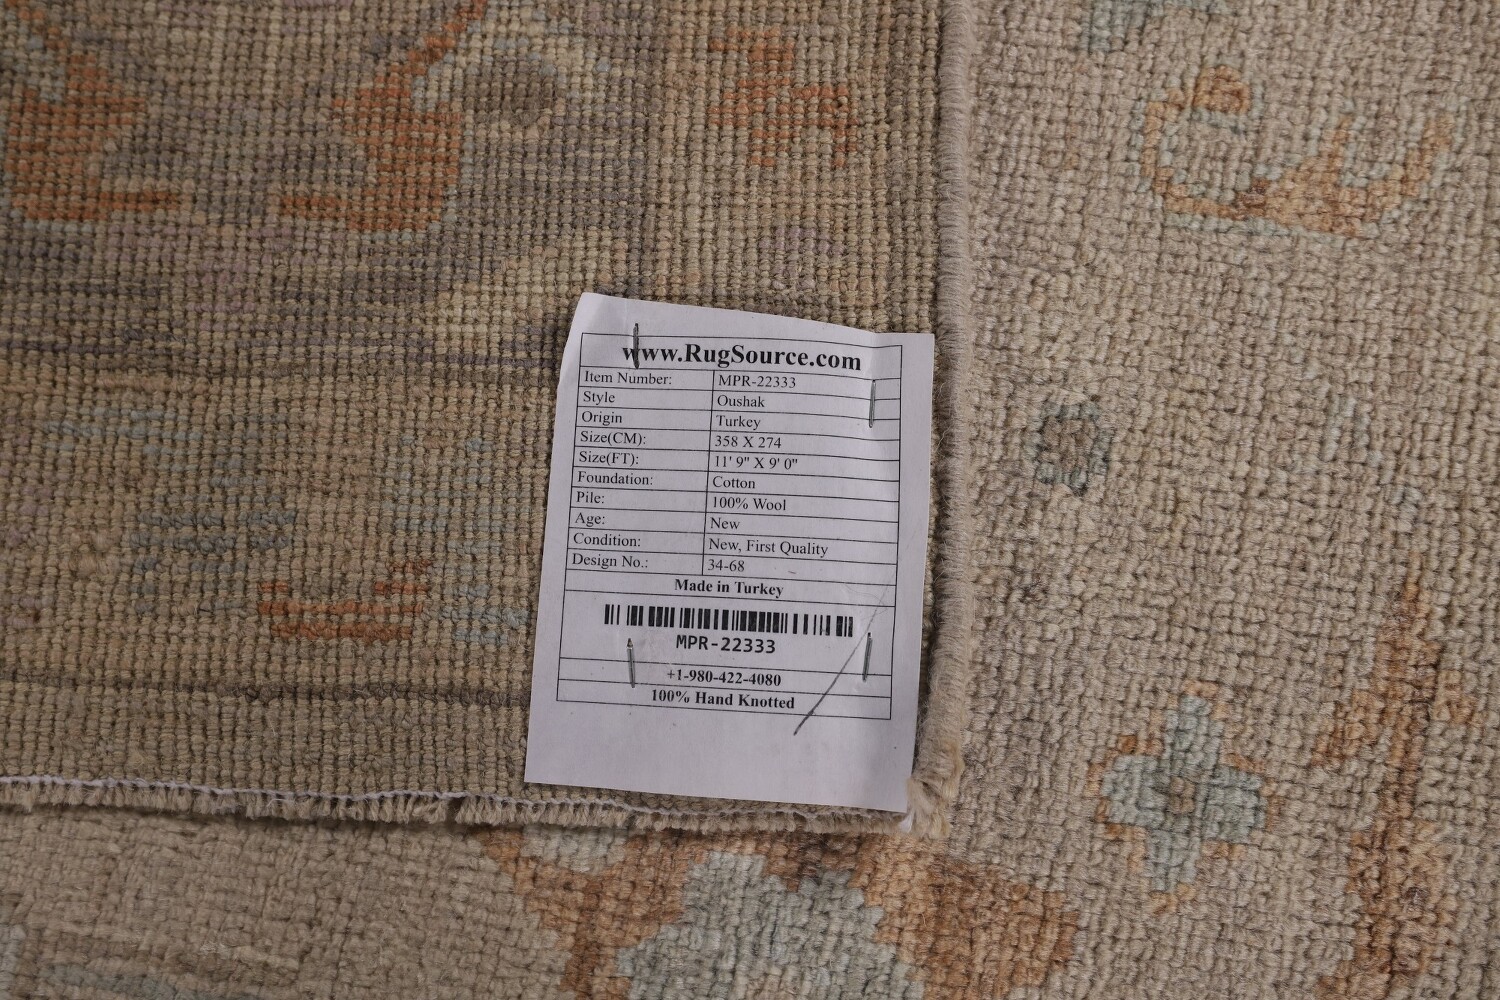 www.RugSource.com
Item Number: MPR-22333
Style Oushak
Origin Turkey
Size(CM): 358 X 274
Size(FT): 11' 9" X 9' 0"
Foundation: Cotton
Pile: 100% Wool
Age: New
Condition: New, First Quality
Design No.: 34-68
Made in Turkey
MPR-22333
+1-980-422-4080
100% Hand Knotted